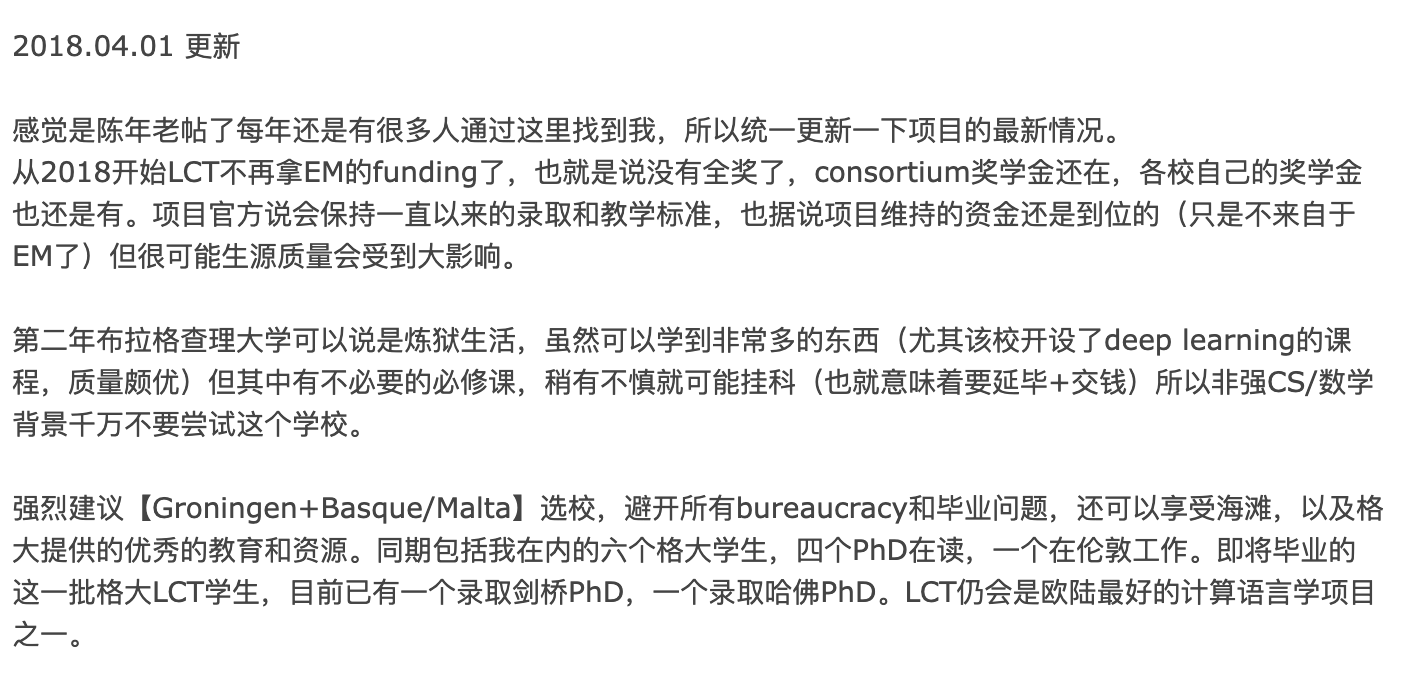 2018.04.01 更新
感觉是陈年老帖了每年还是有很多人通过这里找到我，所以统一更新一下项目的最新情况。
从2018开始LCT不再拿EM的funding了，也就是说没有全奖了，consortium奖学金还在，各校自己的奖学金
也还是有。项目官方说会保持一直以来的录取和教学标准，也据说项目维持的资金还是到位的（只是不来自于
EM了）但很可能生源质量会受到大影响。
第二年布拉格查理大学可以说是炼狱生活，虽然可以学到非常多的东西（尤其该校开设了deep learning的课
程，质量颇优）但其中有不必要的必修课，稍有不慎就可能挂科（也就意味着要延毕+交钱）所以非强CS/数学
背景千万不要尝试这个学校。
强烈建议【Groningen+Basque/Malta】选校，避开所有bureaucracy和毕业问题，还可以享受海滩，以及格
大提供的优秀的教育和资源。同期包括我在内的六个格大学生，四个PhD在读，一个在伦敦工作。即将毕业的
这一批格大LCT学生，目前已有一个录取剑桥PhD，一个录取哈佛PhD。LCT仍会是欧陆最好的计算语言学项目
之一。